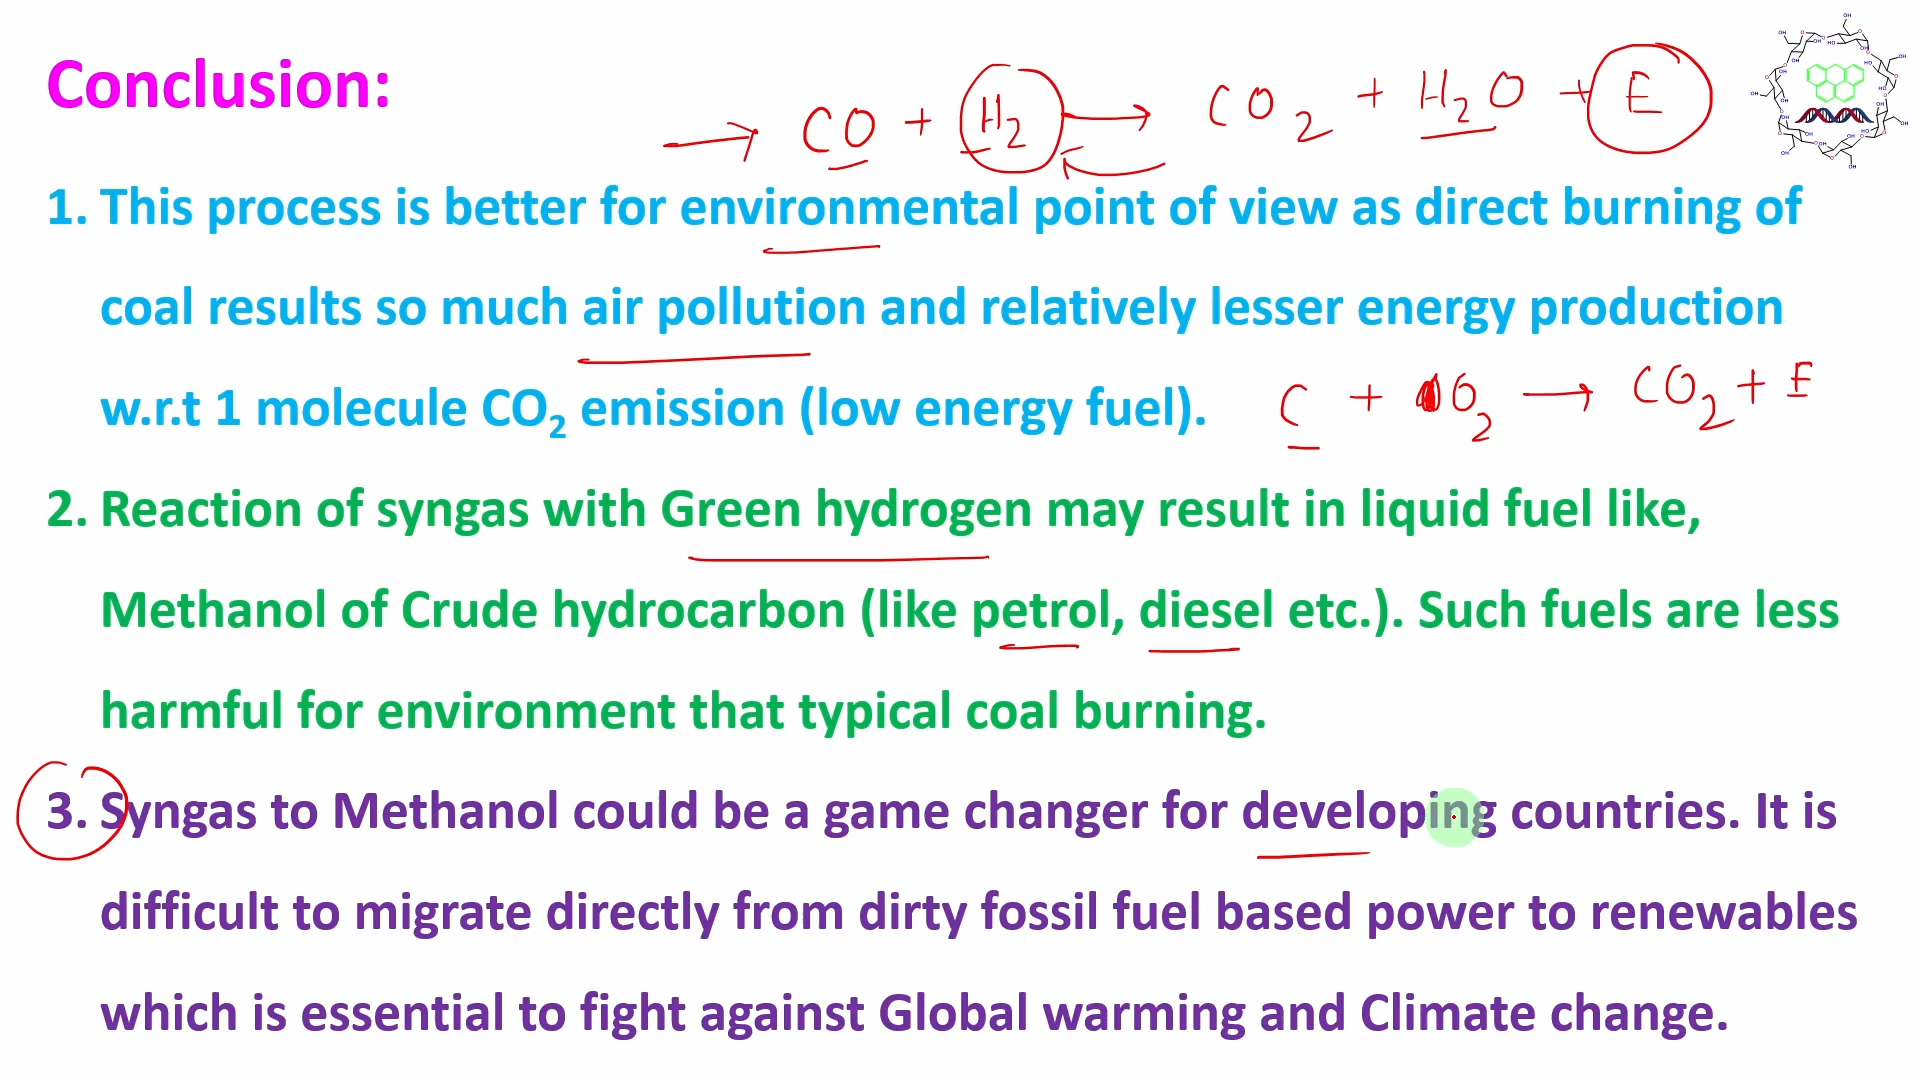 Conclusion:
→ CO + H₂ → CO₂ + H₂O + E
1. This process is better for environmental point of view as direct burning of
coal results so much air pollution and relatively lesser energy production
w.r.t 1 molecule CO₂ emission (low energy fuel).
C + O₂ → CO₂ + E
2. Reaction of syngas with Green hydrogen may result in liquid fuel like,
Methanol of Crude hydrocarbon (like petrol, diesel etc.). Such fuels are less
harmful for environment that typical coal burning.
3. Syngas to Methanol could be a game changer for developing countries. It is
difficult to migrate directly from dirty fossil fuel based power to renewables
which is essential to fight against Global warming and Climate change.